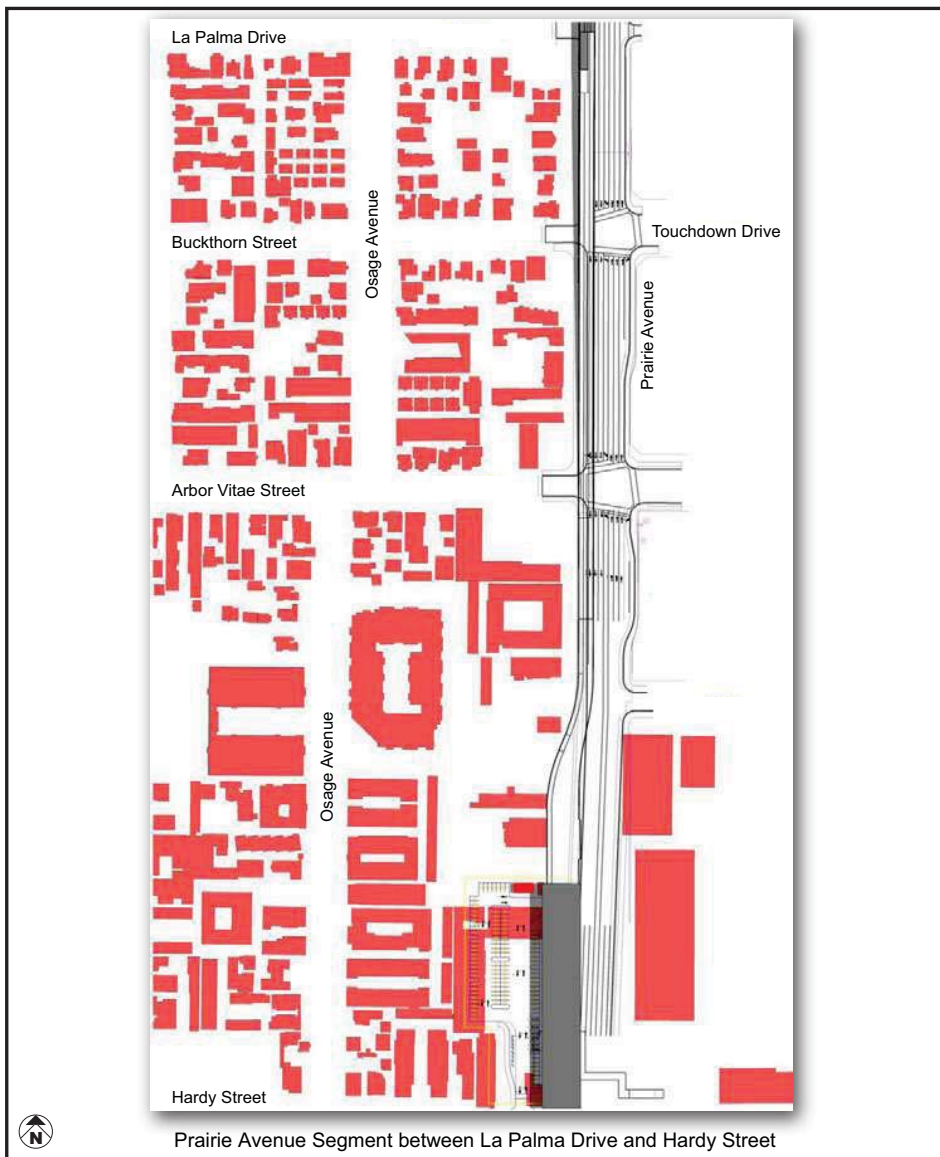 La Palma Drive
Osage Avenue
Buckthorn Street
Touchdown Drive
Prairie Avenue
Arbor Vitae Street
Osage Avenue
Hardy Street
N
Prairie Avenue Segment between La Palma Drive and Hardy Street